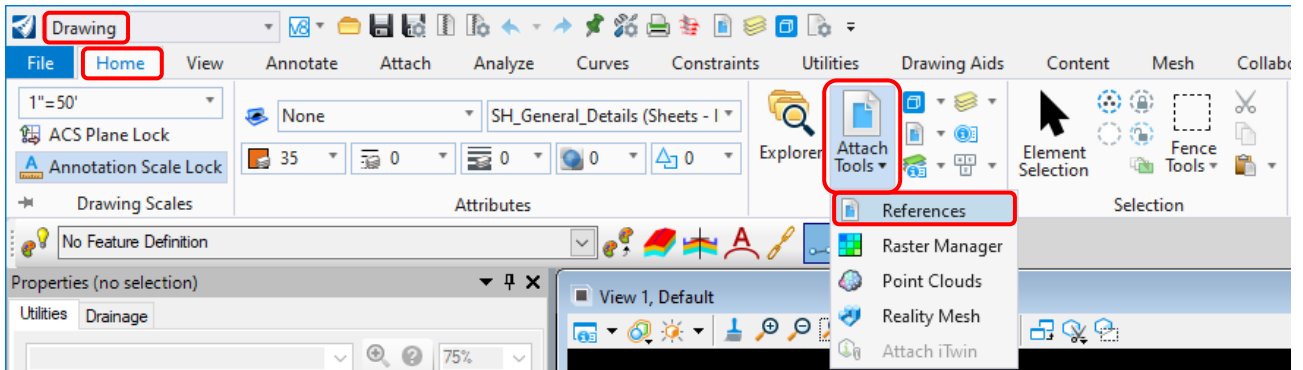 Drawing
File Home View Annotate Attach Analyze Curves Constraints Utilities Drawing Aids Content Mesh Collabo
1"=50' None SH_General_Details (Sheets - I
ACS Plane Lock
Annotation Scale Lock 35 0 0 0 0
Explorer Attach Tools Element Selection Fence Tools
Drawing Scales Attributes Selection
References
Raster Manager
Point Clouds
Reality Mesh
Attach iTwin
No Feature Definition
Properties (no selection)
View 1, Default
Utilities Drainage
75%